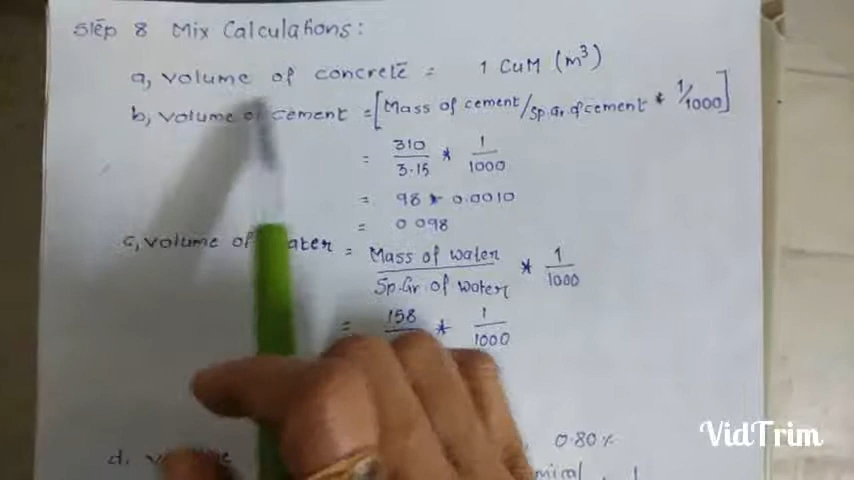 Step 8 Mix Calculations:
a, volume of concrete = 1 CuM (m³)
b, volume of cement = [Mass of cement/Sp.Gr.of cement * 1/1000]
= 310/3.15 * 1/1000
= 98 * 0.0010
= 0.098
c, volume of = Mass of water/Sp.Gr. of water * 1/1000
= 158 * 1/1000
0.80%
d. 1
VidTrim